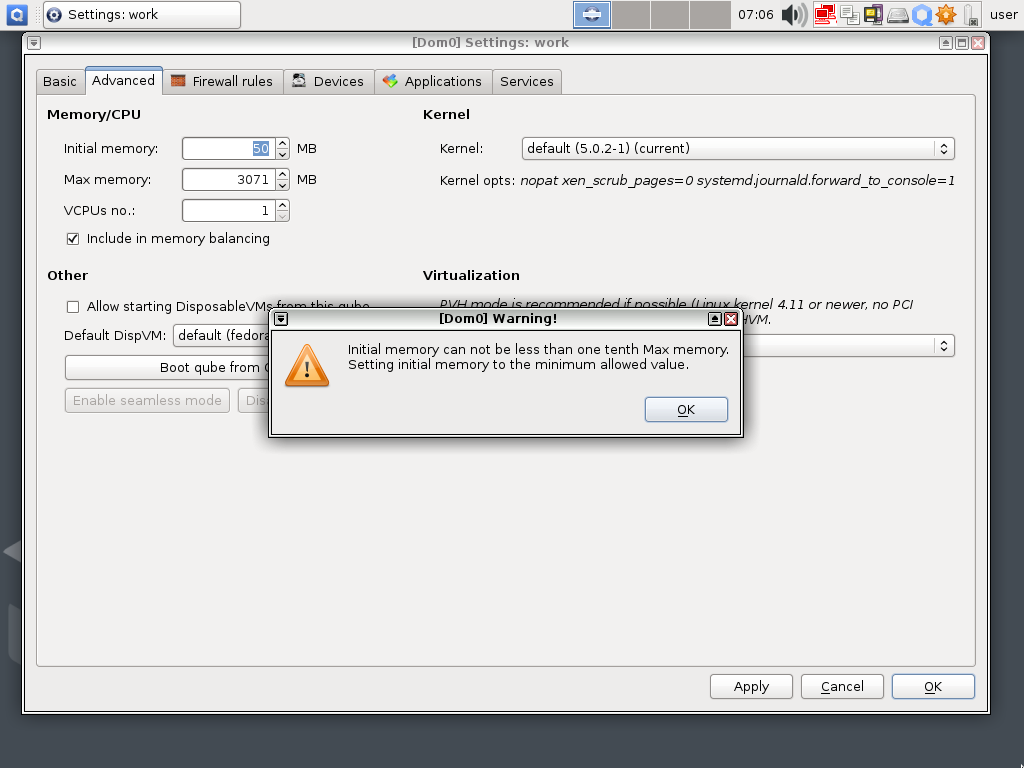 Settings: work
07:06
user
[Dom0] Settings: work
Basic
Advanced
Firewall rules
Devices
Applications
Services
Memory/CPU
Initial memory:
50
MB
Max memory:
3071
MB
VCPUs no.:
1
Include in memory balancing
Kernel
Kernel:
default (5.0.2-1) (current)
Kernel opts: nopat xen_scrub_pages=0 systemd.journald.forward_to_console=1
Other
Allow starting DisposableVMs from this qube
Default DispVM:
default (fedora
Boot qube from
Enable seamless mode
Virtualization
PVH mode is recommended if possible (Linux kernel 4.11 or newer, no PCI
HVM.
[Dom0] Warning!
Initial memory can not be less than one tenth Max memory.
Setting initial memory to the minimum allowed value.
OK
Apply
Cancel
OK